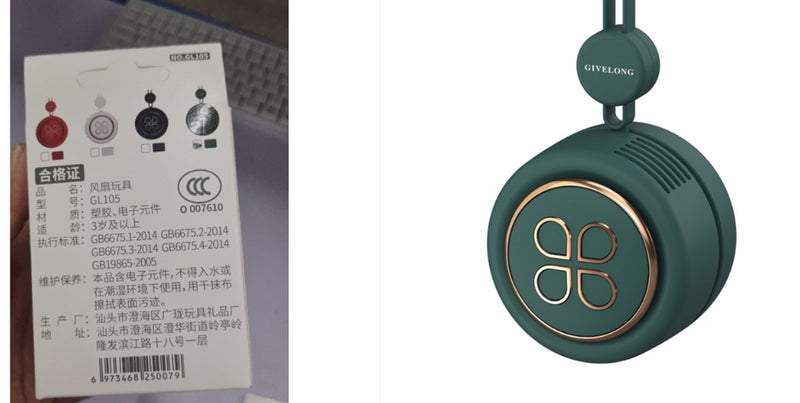 NO.GL105
合格证
品 名：风扇玩具
型 号：GL105
材 质：塑胶、电子元件
适 龄：3岁及以上
执行标准：GB6675.1-2014 GB6675.2-2014
GB6675.3-2014 GB6675.4-2014
GB19865-2005
CCC
O 007610
维护保养：本品含电子元件，不得入水或
在潮湿环境下使用，用干抹布
擦拭表面污迹。
生 产 厂：汕头市澄海区广珑玩具礼品厂
地 址：汕头市澄海区澄华街道岭亭岭
隆发滨江路十八号一层
6 973468 250079
GIVELONG